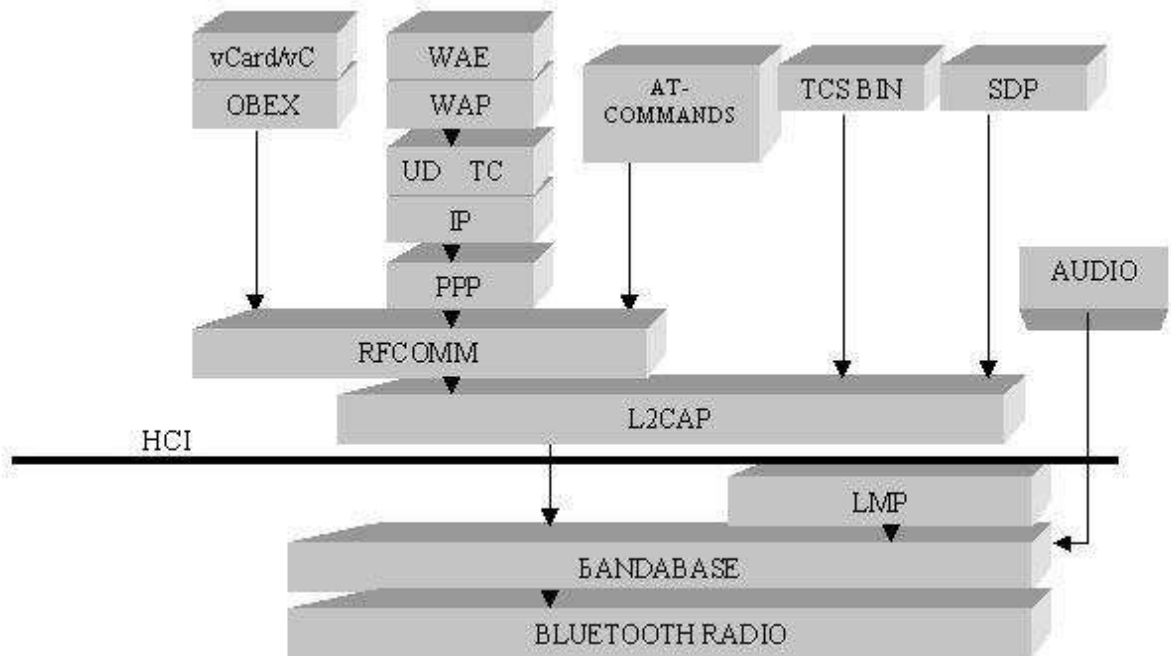 vCard/vC
WAE
OBEX
WAP
AT-
COMMANDS
TCS BIN
SDP
UD TC
IP
PPP
AUDIO
RFCOMM
L2CAP
HCI
LMP
BANDABASE
BLUETOOTH RADIO